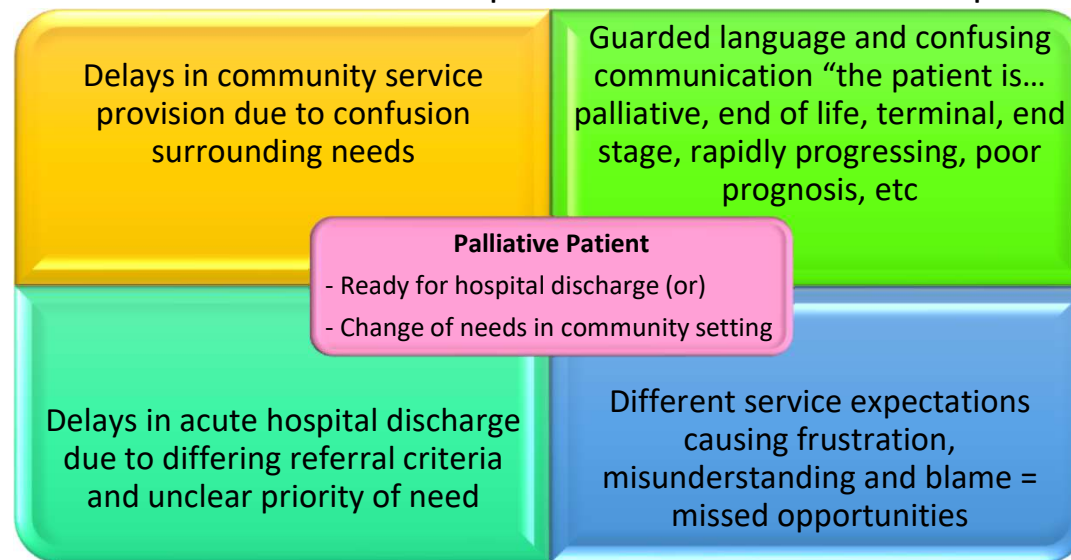 Delays in community service
provision due to confusion
surrounding needs
Guarded language and confusing
communication “the patient is…
palliative, end of life, terminal, end
stage, rapidly progressing, poor
prognosis, etc
Palliative Patient
- Ready for hospital discharge (or)
- Change of needs in community setting
Delays in acute hospital discharge
due to differing referral criteria
and unclear priority of need
Different service expectations
causing frustration,
misunderstanding and blame =
missed opportunities